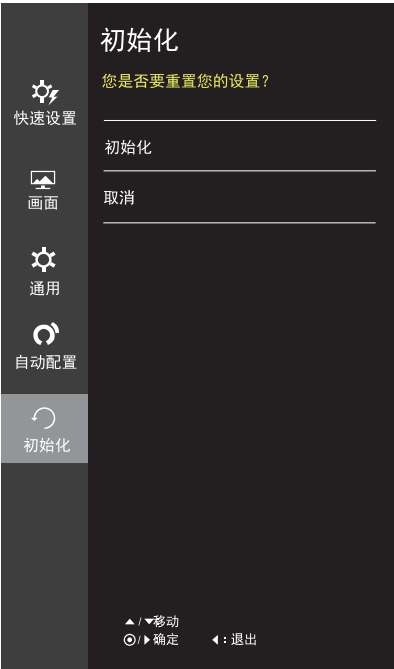 初始化
您是否要重置您的设置？
初始化
取消
快速设置
画面
通用
自动配置
初始化
▲/▼移动
◉/▶确定 ◀：退出